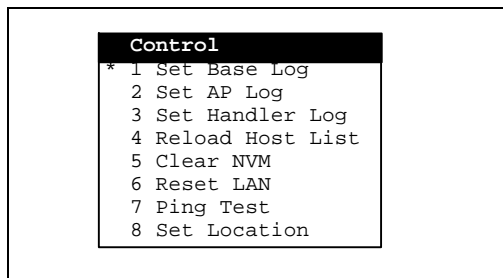 Control
* 1 Set Base Log
2 Set AP Log
3 Set Handler Log
4 Reload Host List
5 Clear NVM
6 Reset LAN
7 Ping Test
8 Set Location